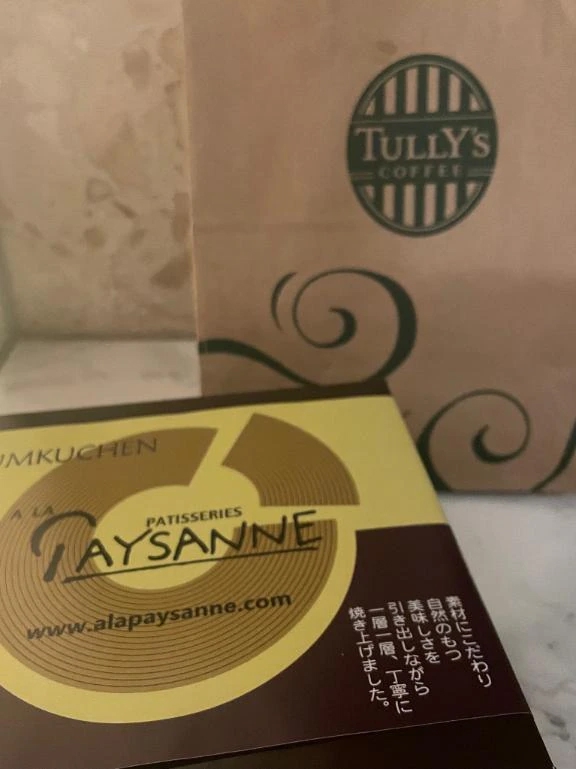 TULLY'S
COFFEE
UMKUCHEN
A LA
PATISSERIES
PAYSANNE
www.alapaysanne.com
素材にこだわり
自然のもつ
美味しさを
引き出しながら
一層一層、丁寧に
焼き上げました。